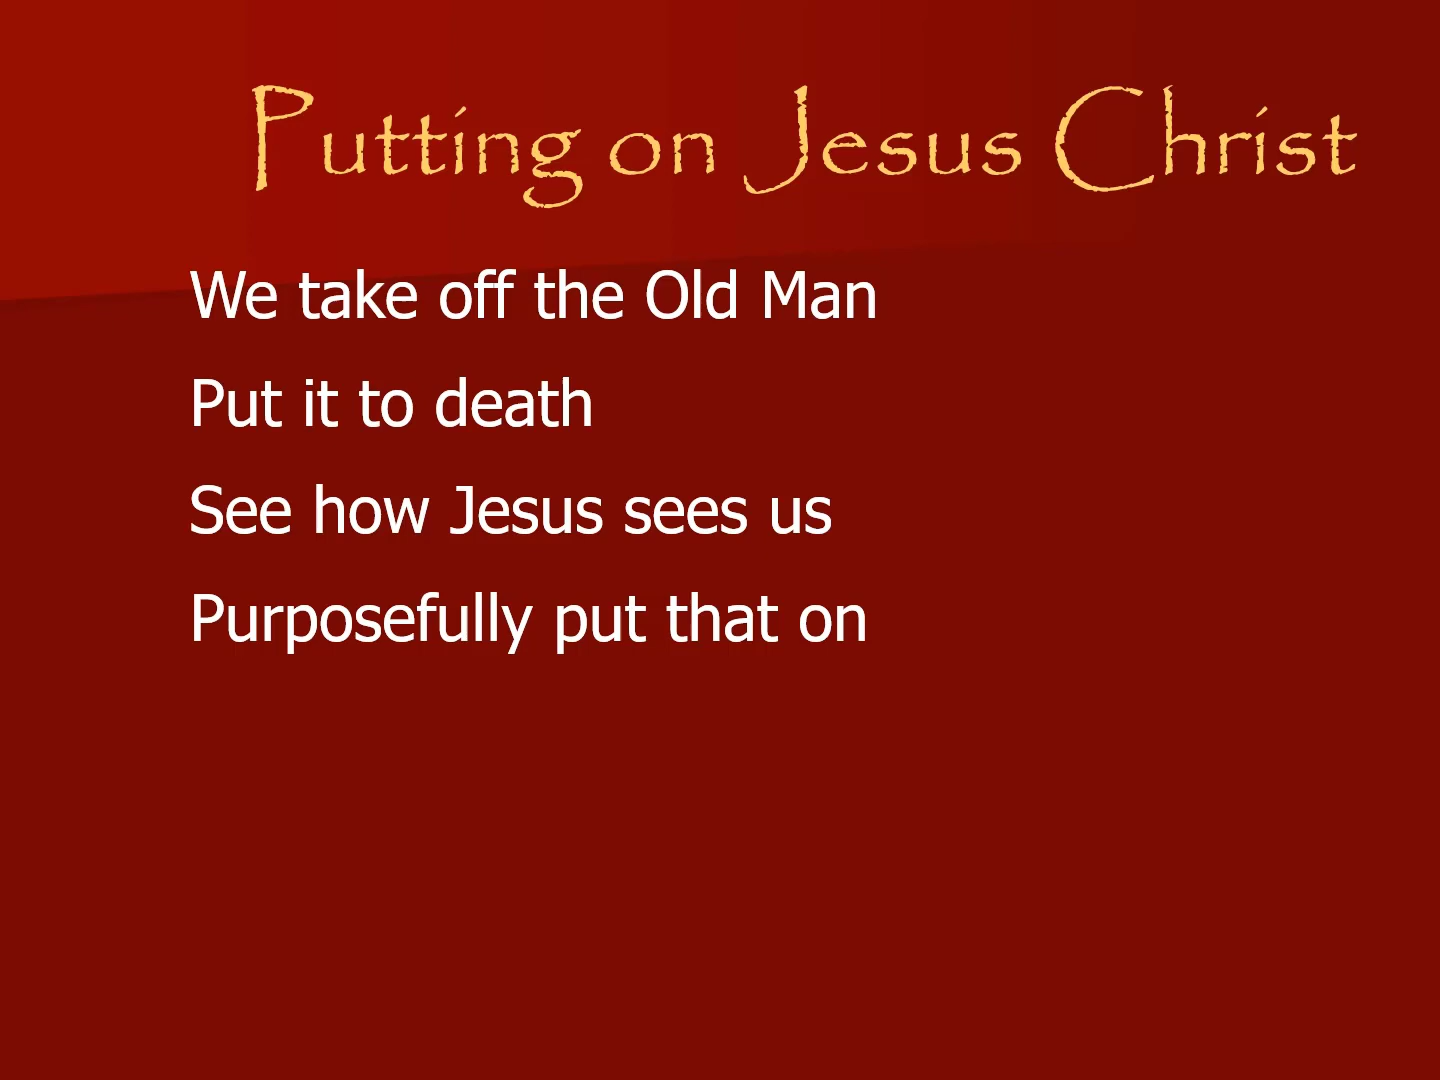 Putting on Jesus Christ
We take off the Old Man
Put it to death
See how Jesus sees us
Purposefully put that on